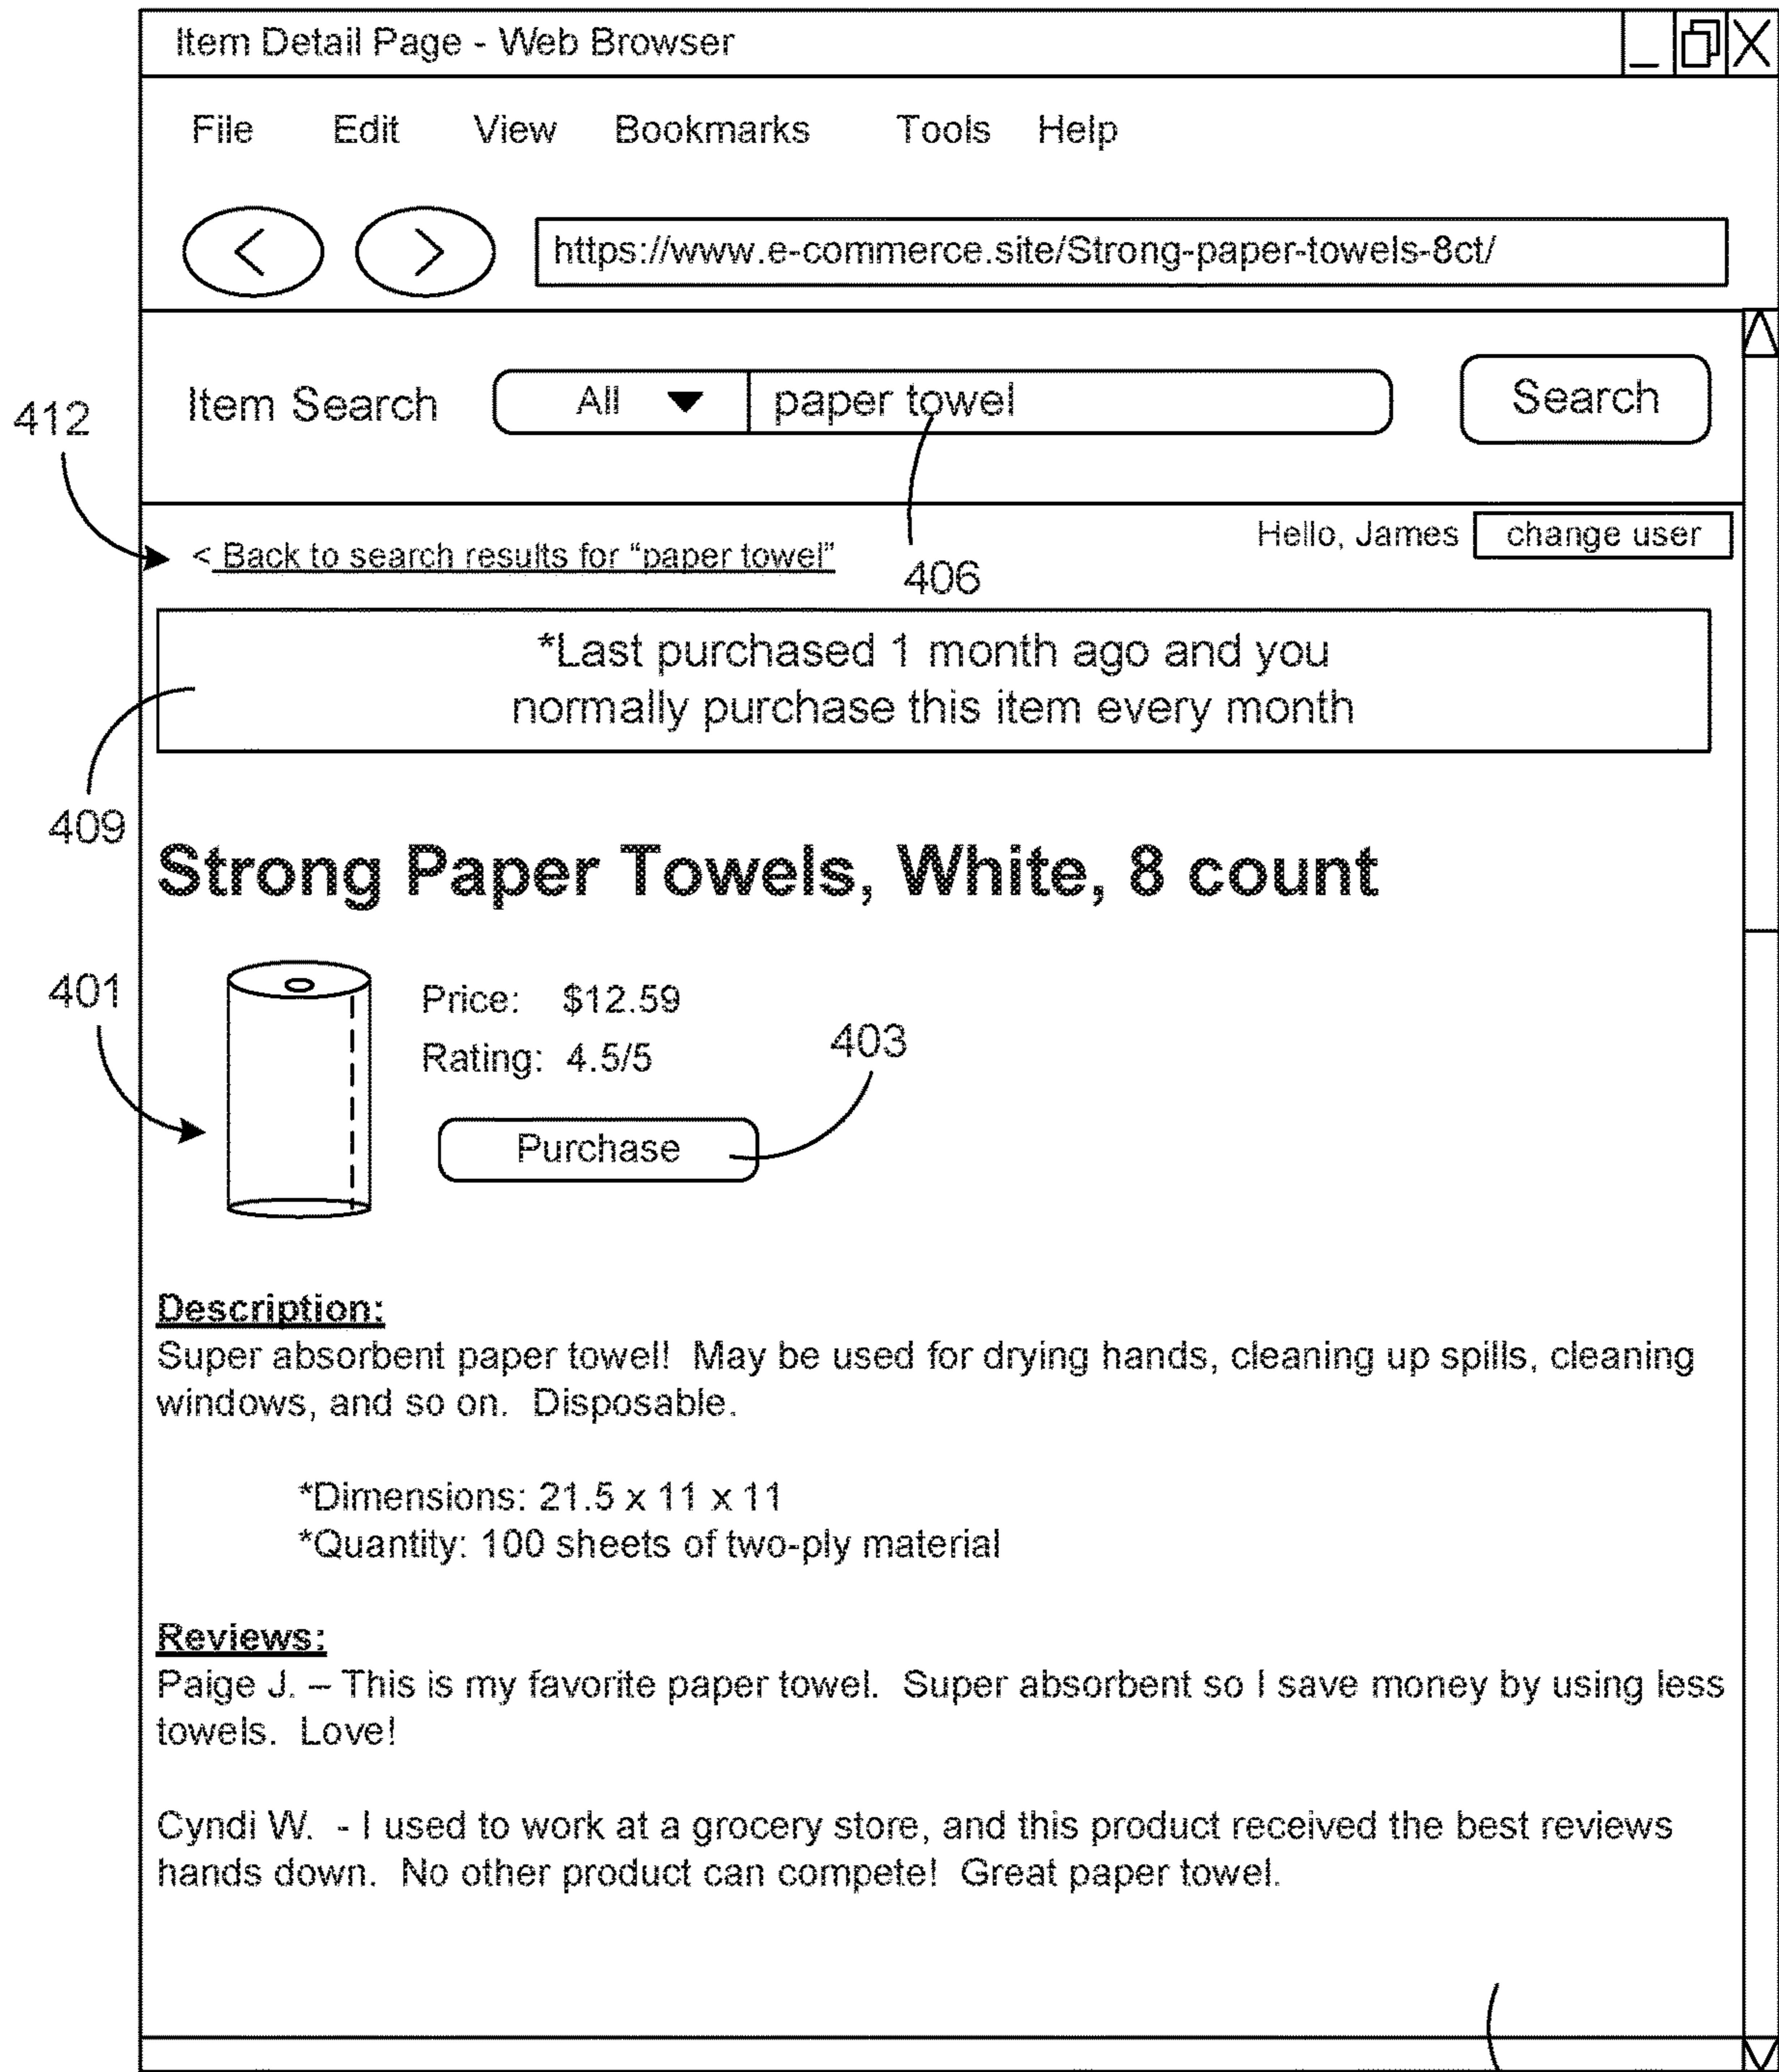 Item Detail Page - Web Browser
File Edit View Bookmarks Tools Help
https://www.e-commerce.site/Strong-paper-towels-8ct/
Item Search All paper towel Search
412
Hello, James change user
< Back to search results for “paper towel”
406
*Last purchased 1 month ago and you
normally purchase this item every month
409
Strong Paper Towels, White, 8 count
401
Price: $12.59
403
Rating: 4.5/5
Purchase
Description:
Super absorbent paper towel! May be used for drying hands, cleaning up spills, cleaning
windows, and so on. Disposable.
*Dimensions: 21.5 x 11 x 11
*Quantity: 100 sheets of two-ply material
Reviews:
Paige J. – This is my favorite paper towel. Super absorbent so I save money by using less
towels. Love!
Cyndi W. - I used to work at a grocery store, and this product received the best reviews
hands down. No other product can compete! Great paper towel.